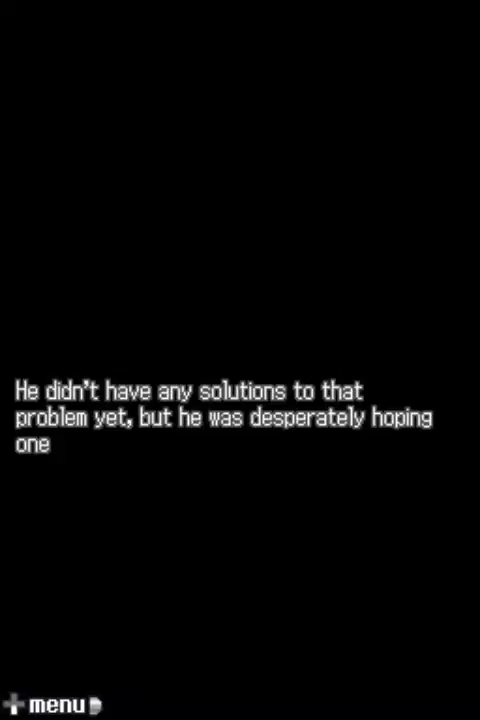 He didn't have any solutions to that
problem yet, but he was desperately hoping
one
menu